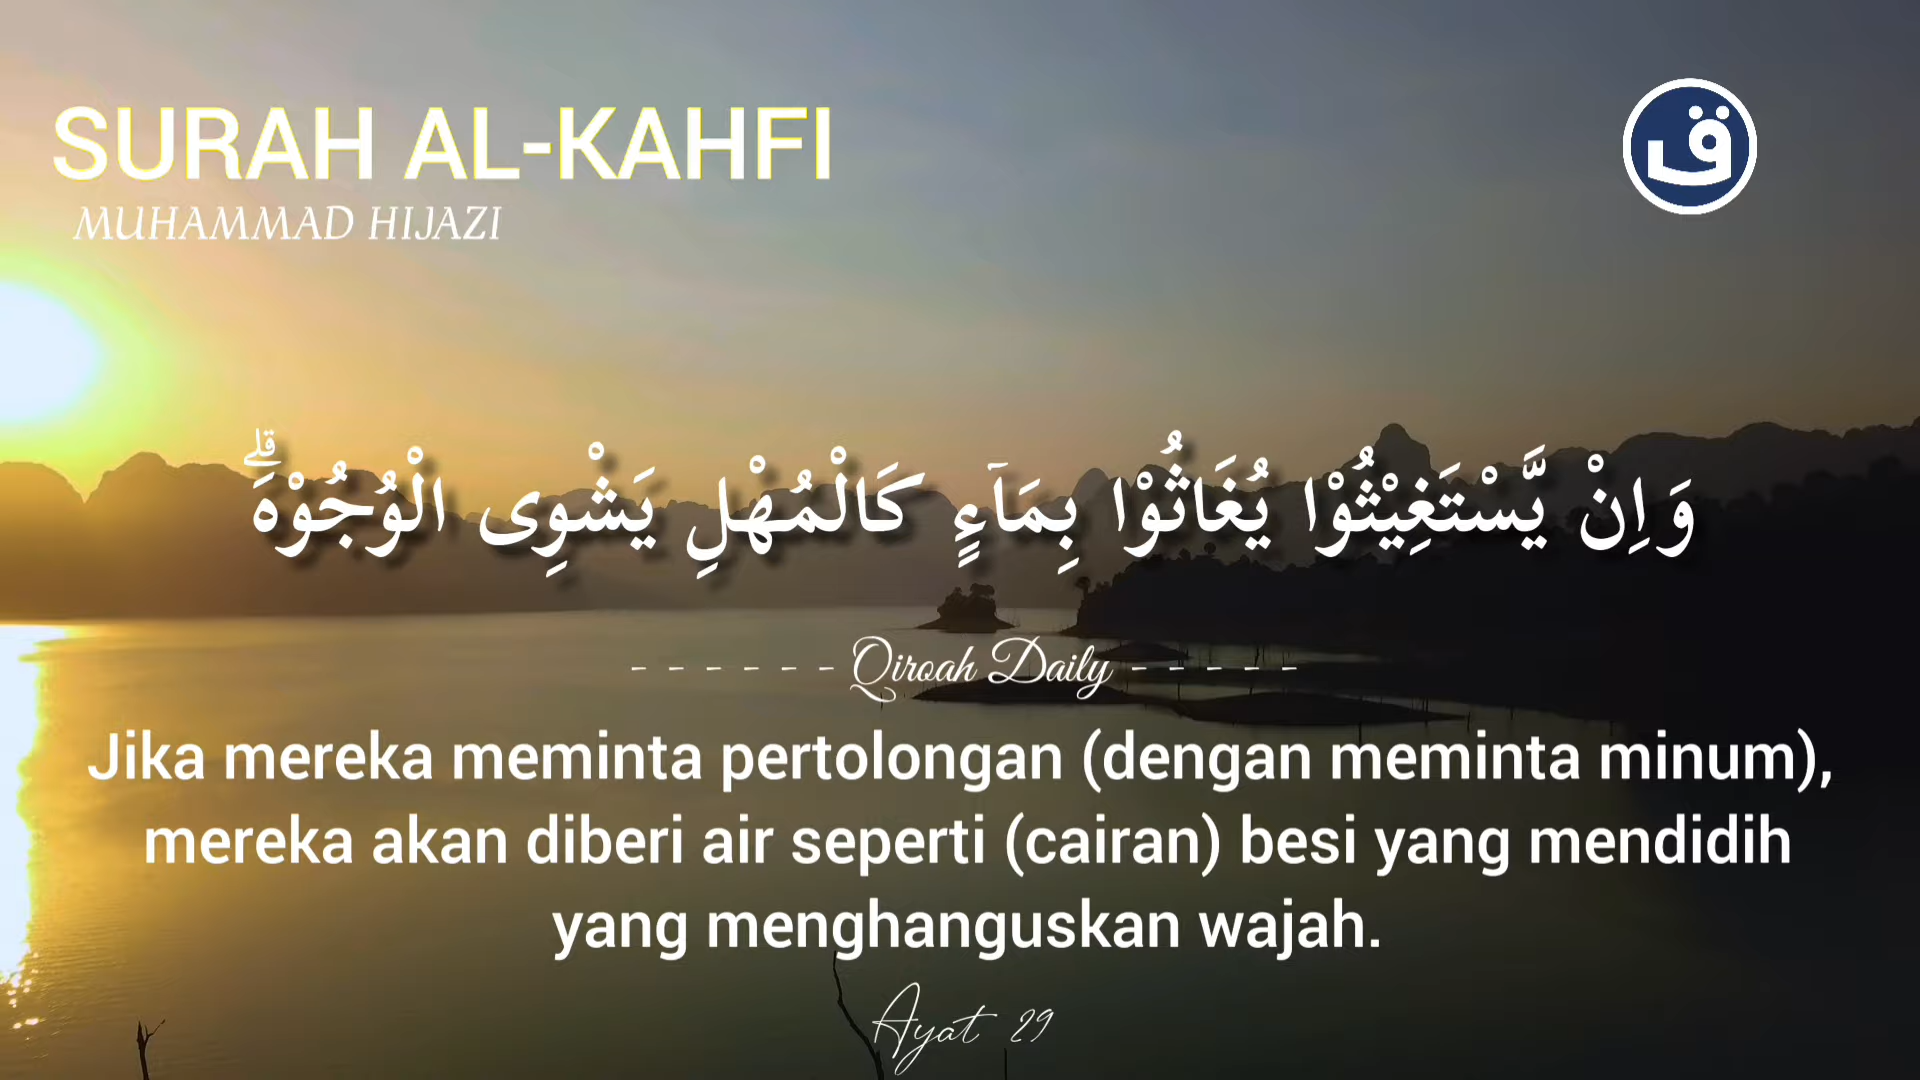 SURAH AL-KAHFI
MUHAMMAD HIJAZI
ق
وَاِنْ يَّسْتَغِيْثُوْا يُغَاثُوْا بِمَاۤءٍ كَالْمُهْلِ يَشْوِى الْوُجُوْهَۗ
- - - - - - Qiroah Daily - - - - -
Jika mereka meminta pertolongan (dengan meminta minum),
mereka akan diberi air seperti (cairan) besi yang mendidih
yang menghanguskan wajah.
Ayat 29